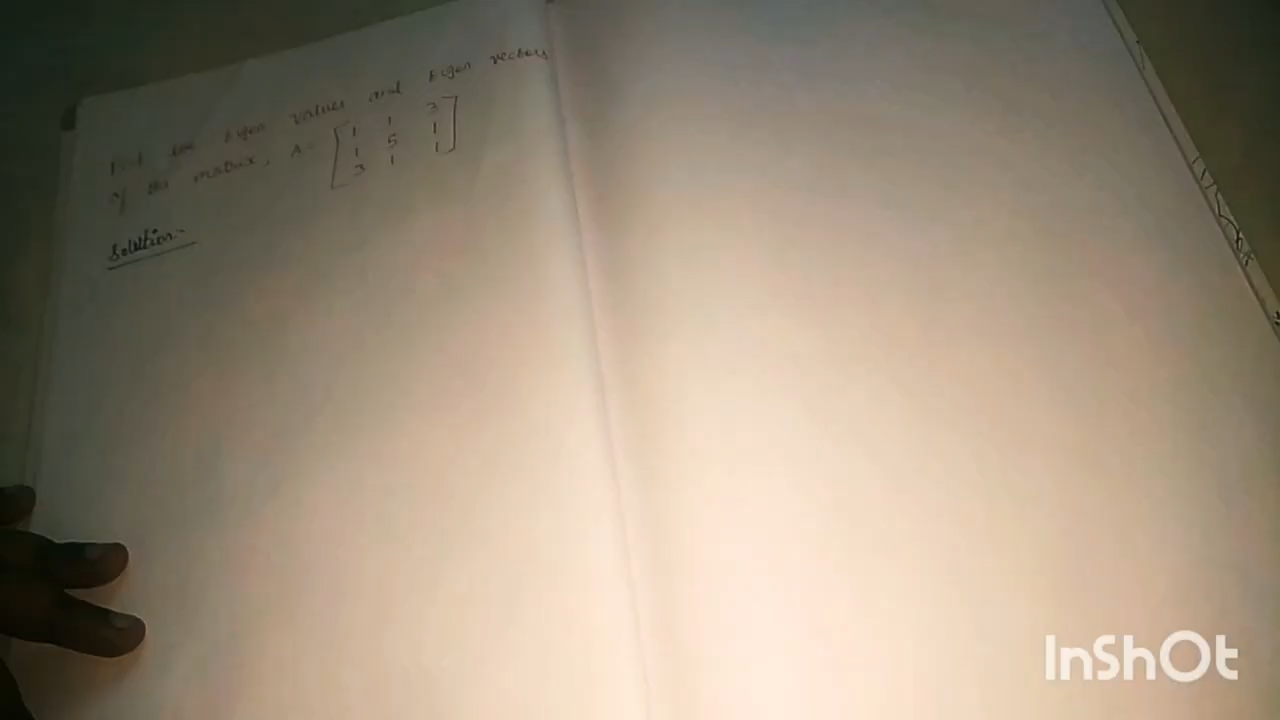 Find the Eigen values and Eigen vectors
of the matrix, A = [1 1 3
1 5 1
3 1 1]
Solution:-
InShOt